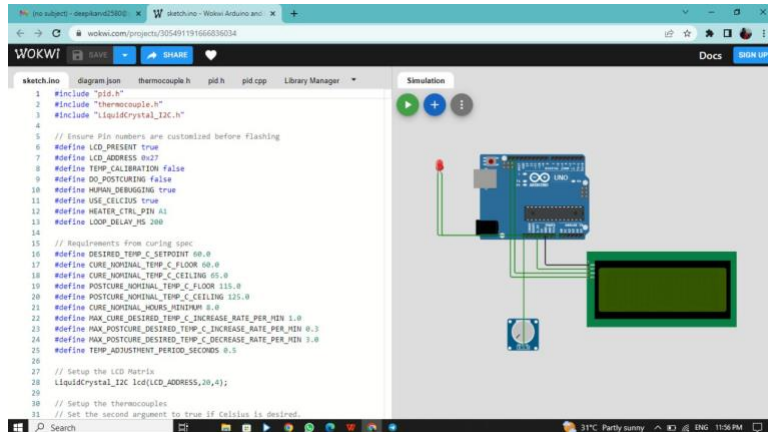 (no subject) - deepikanid2580@
sketch.ino - Wokwi Arduino and
wokwi.com/projects/305491191666836034
WOKWI SAVE SHARE Docs SIGN UP
sketch.ino diagram.json thermocouple.h pid.h pid.cpp Library Manager Simulation
1 #include "pid.h"
2 #include "thermocouple.h"
3 #include "LiquidCrystal_I2C.h"
4
5 // Ensure Pin numbers are customized before flashing
6 #define LCD_PRESENT true
7 #define LCD_ADDRESS 0x27
8 #define TEMP_CALIBRATION false
9 #define DO_POSTCURING false
10 #define HUMAN_DEBUGGING true
11 #define USE_CELCIUS true
12 #define HEATER_CTRL_PIN A1
13 #define LOOP_DELAY_MS 200
14
15 // Requirements from curing spec
16 #define DESIRED_TEMP_C_SETPOINT 60.0
17 #define CURE_NOMINAL_TEMP_C_FLOOR 60.0
18 #define CURE_NOMINAL_TEMP_C_CEILING 65.0
19 #define POSTCURE_NOMINAL_TEMP_C_FLOOR 115.0
20 #define POSTCURE_NOMINAL_TEMP_C_CEILING 125.0
21 #define CURE_NOMINAL_HOURS_MINIMUM 8.0
22 #define MAX_CURE_DESIRED_TEMP_C_INCREASE_RATE_PER_MIN 1.0
23 #define MAX_POSTCURE_DESIRED_TEMP_C_INCREASE_RATE_PER_MIN 0.3
24 #define MAX_POSTCURE_DESIRED_TEMP_C_DECREASE_RATE_PER_MIN 3.0
25 #define TEMP_ADJUSTMENT_PERIOD_SECONDS 0.5
26
27 // Setup the LCD Matrix
28 LiquidCrystal_I2C lcd(LCD_ADDRESS,20,4);
29
30 // Setup the thermocouples
31 // Set the second argument to true if Celsius is desired.
UNO
Search 31°C Partly sunny ENG 11:56 PM